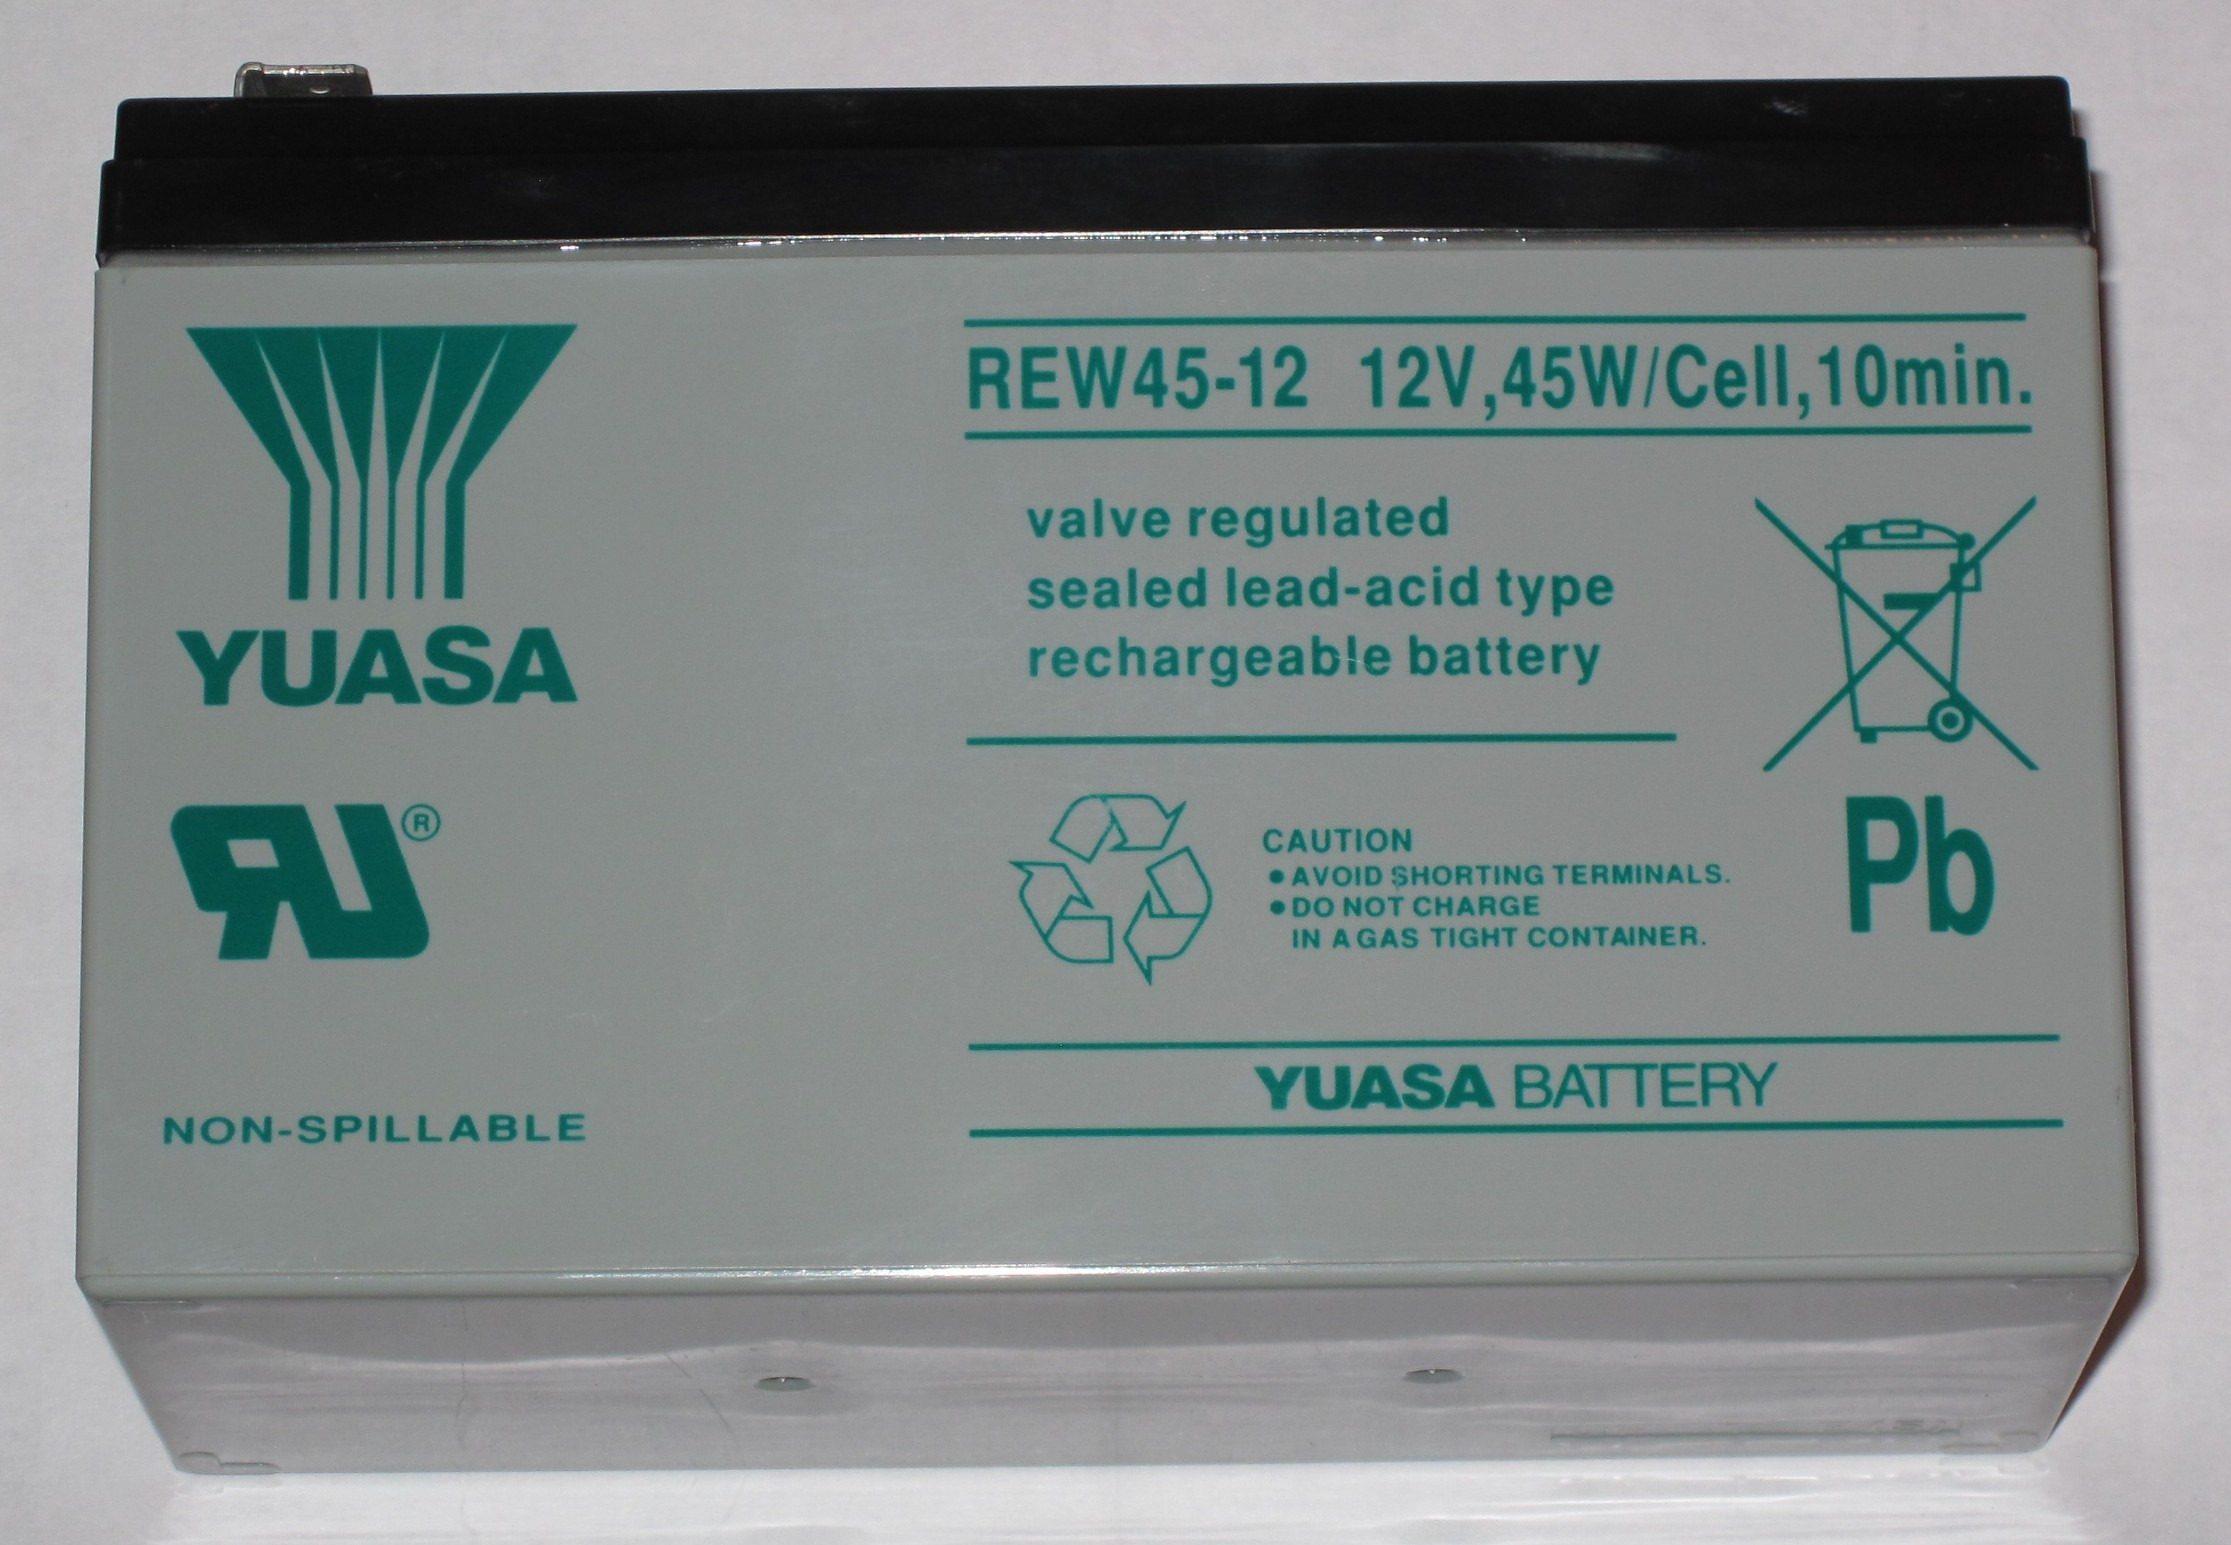 YUASA
RU®
NON-SPILLABLE
REW45-12 12V,45W/Cell,10min.
valve regulated
sealed lead-acid type
rechargeable battery
CAUTION
●AVOID SHORTING TERMINALS.
●DO NOT CHARGE
IN A GAS TIGHT CONTAINER.
Pb
YUASA BATTERY